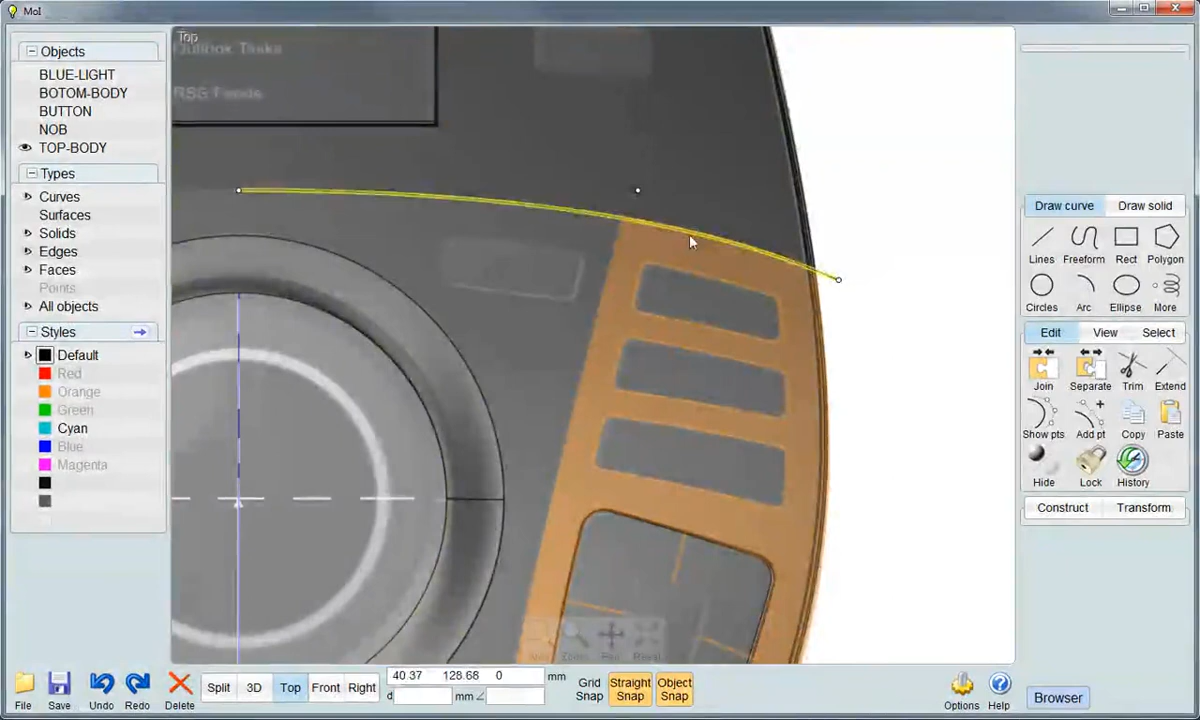 MoI
Objects
BLUE-LIGHT
BOTOM-BODY
BUTTON
NOB
TOP-BODY
Types
Curves
Surfaces
Solids
Edges
Faces
Points
All objects
Styles
Default
Red
Orange
Green
Cyan
Blue
Magenta
Top
Outbox Tasks
RSG Feeds
Draw curve Draw solid
Lines Freeform Rect Polygon
Circles Arc Ellipse More
Edit View Select
Join Separate Trim Extend
Show pts Add pt Copy Paste
Hide Lock History
Construct Transform
File Save Undo Redo Delete
Split 3D Top Front Right
40.37 128.68 0 mm
d mm ∠
Grid Snap
Straight Snap
Object Snap
Options Help
Browser